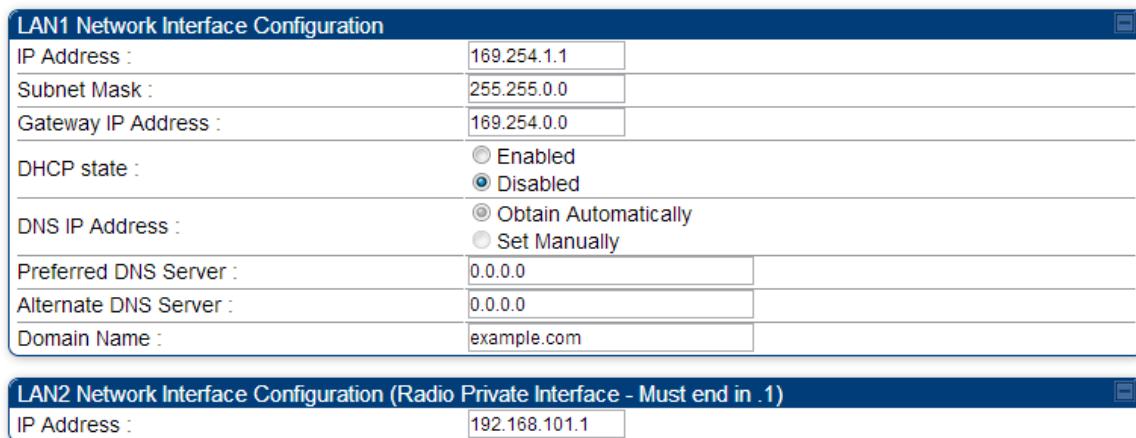 LAN1 Network Interface Configuration
IP Address : 169.254.1.1
Subnet Mask : 255.255.0.0
Gateway IP Address : 169.254.0.0
DHCP state : Enabled
Disabled
DNS IP Address : Obtain Automatically
Set Manually
Preferred DNS Server : 0.0.0.0
Alternate DNS Server : 0.0.0.0
Domain Name : example.com
LAN2 Network Interface Configuration (Radio Private Interface - Must end in .1)
IP Address : 192.168.101.1